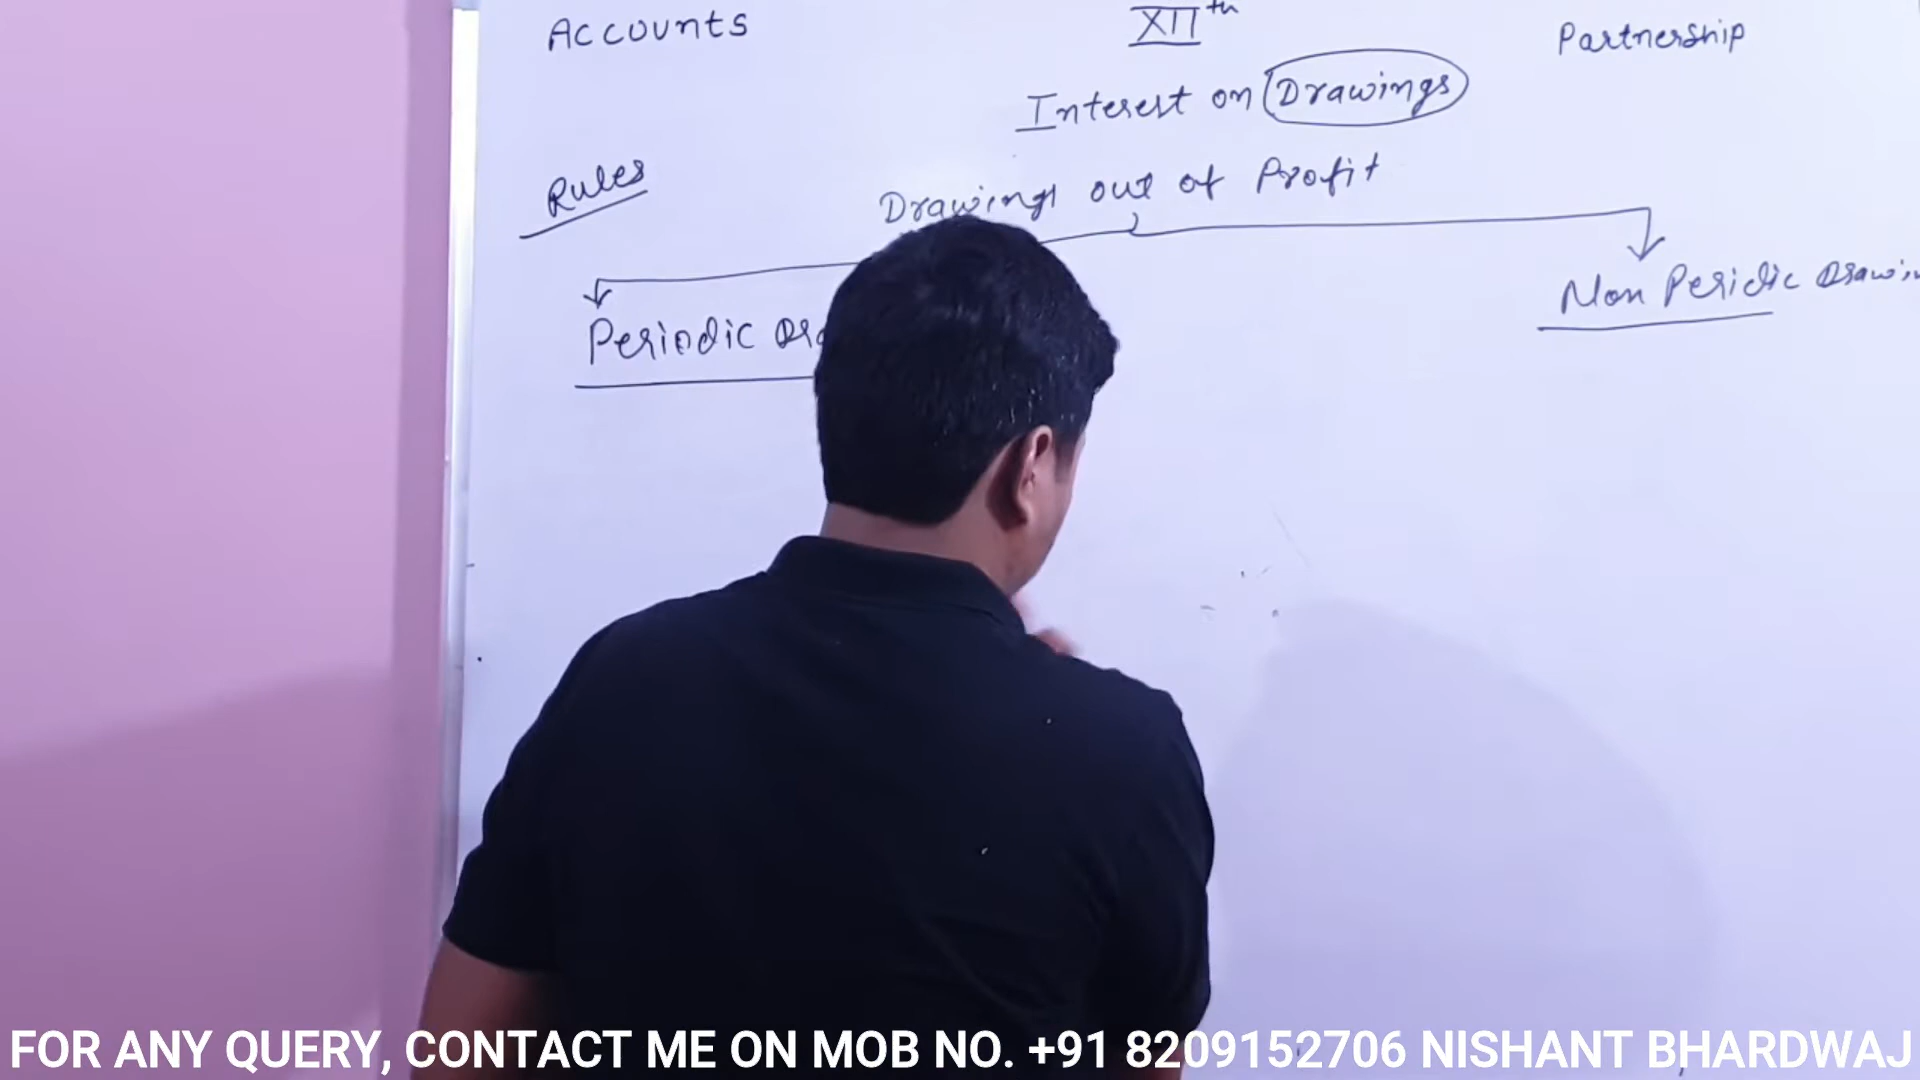 Accounts XIIth Partnership
Interest on Drawings
Rules
Drawings out of Profit
Periodic
Non Peridic
FOR ANY QUERY, CONTACT ME ON MOB NO. +91 8209152706 NISHANT BHARDWAJ